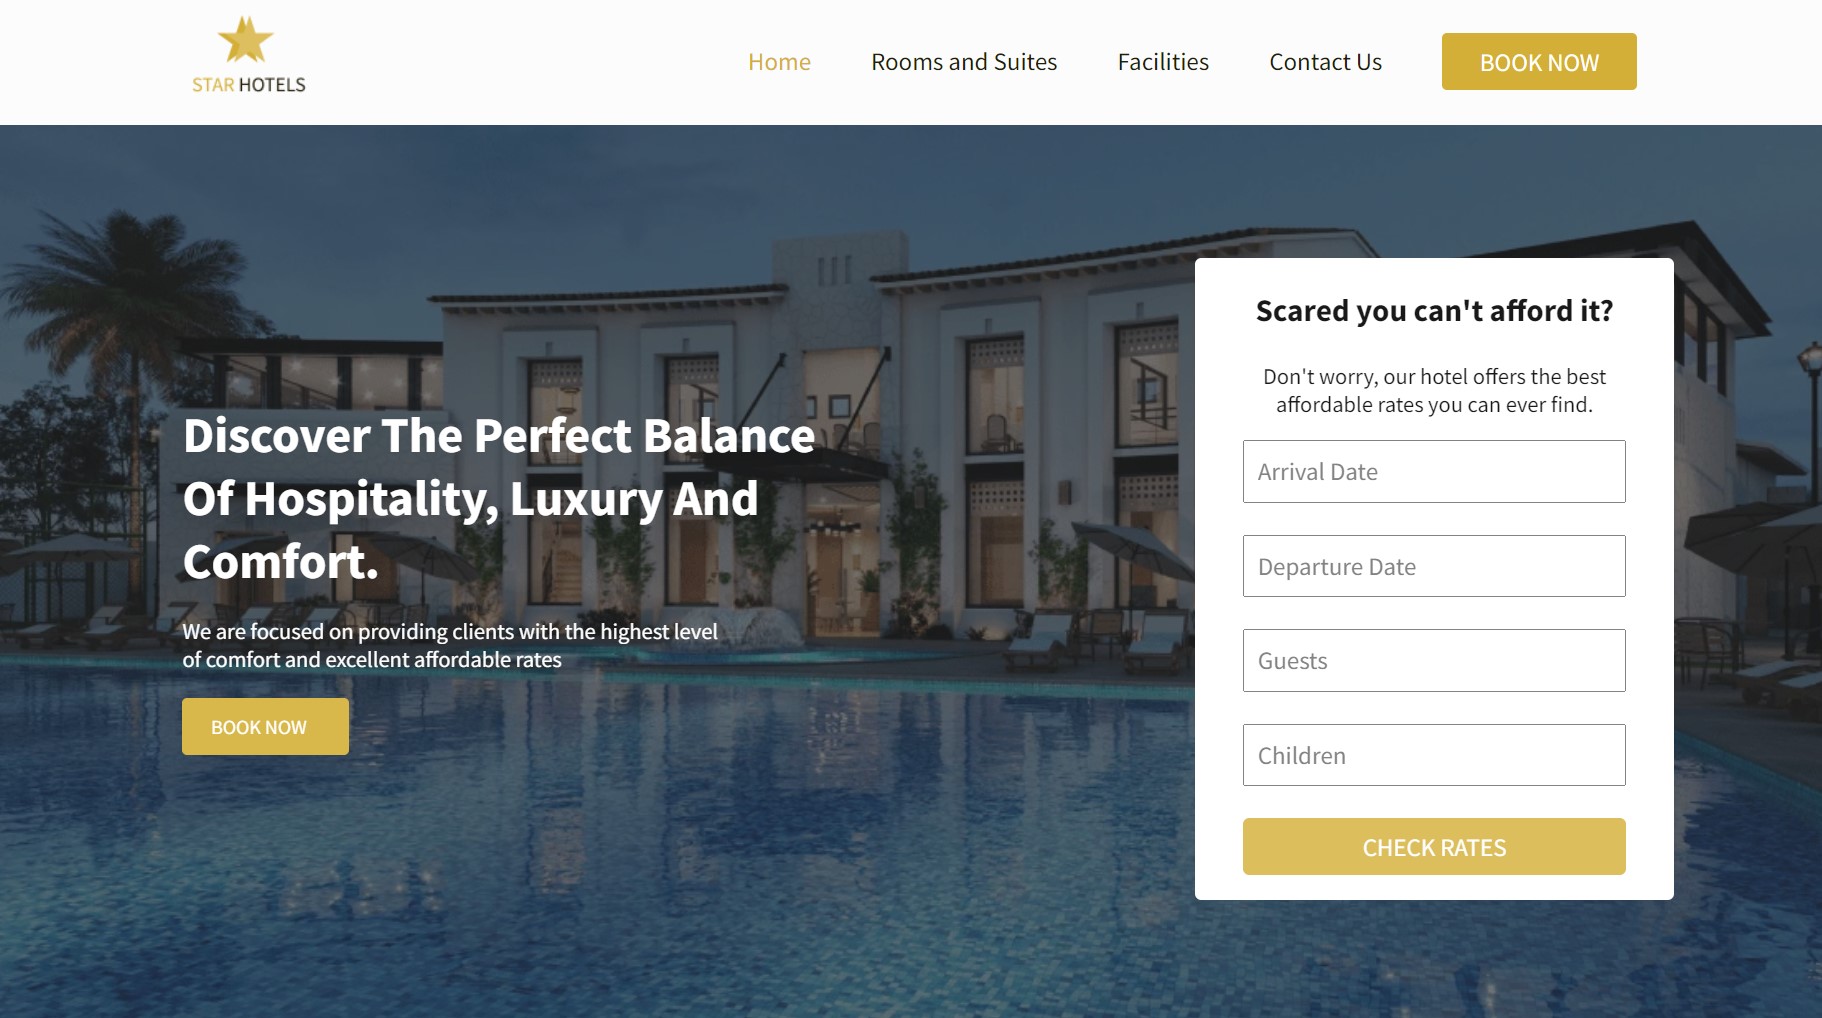 STAR HOTELS
Home
Rooms and Suites
Facilities
Contact Us
BOOK NOW
Discover The Perfect Balance
Of Hospitality, Luxury And
Comfort.
We are focused on providing clients with the highest level
of comfort and excellent affordable rates
BOOK NOW
Scared you can't afford it?
Don't worry, our hotel offers the best
affordable rates you can ever find.
Arrival Date
Departure Date
Guests
Children
CHECK RATES